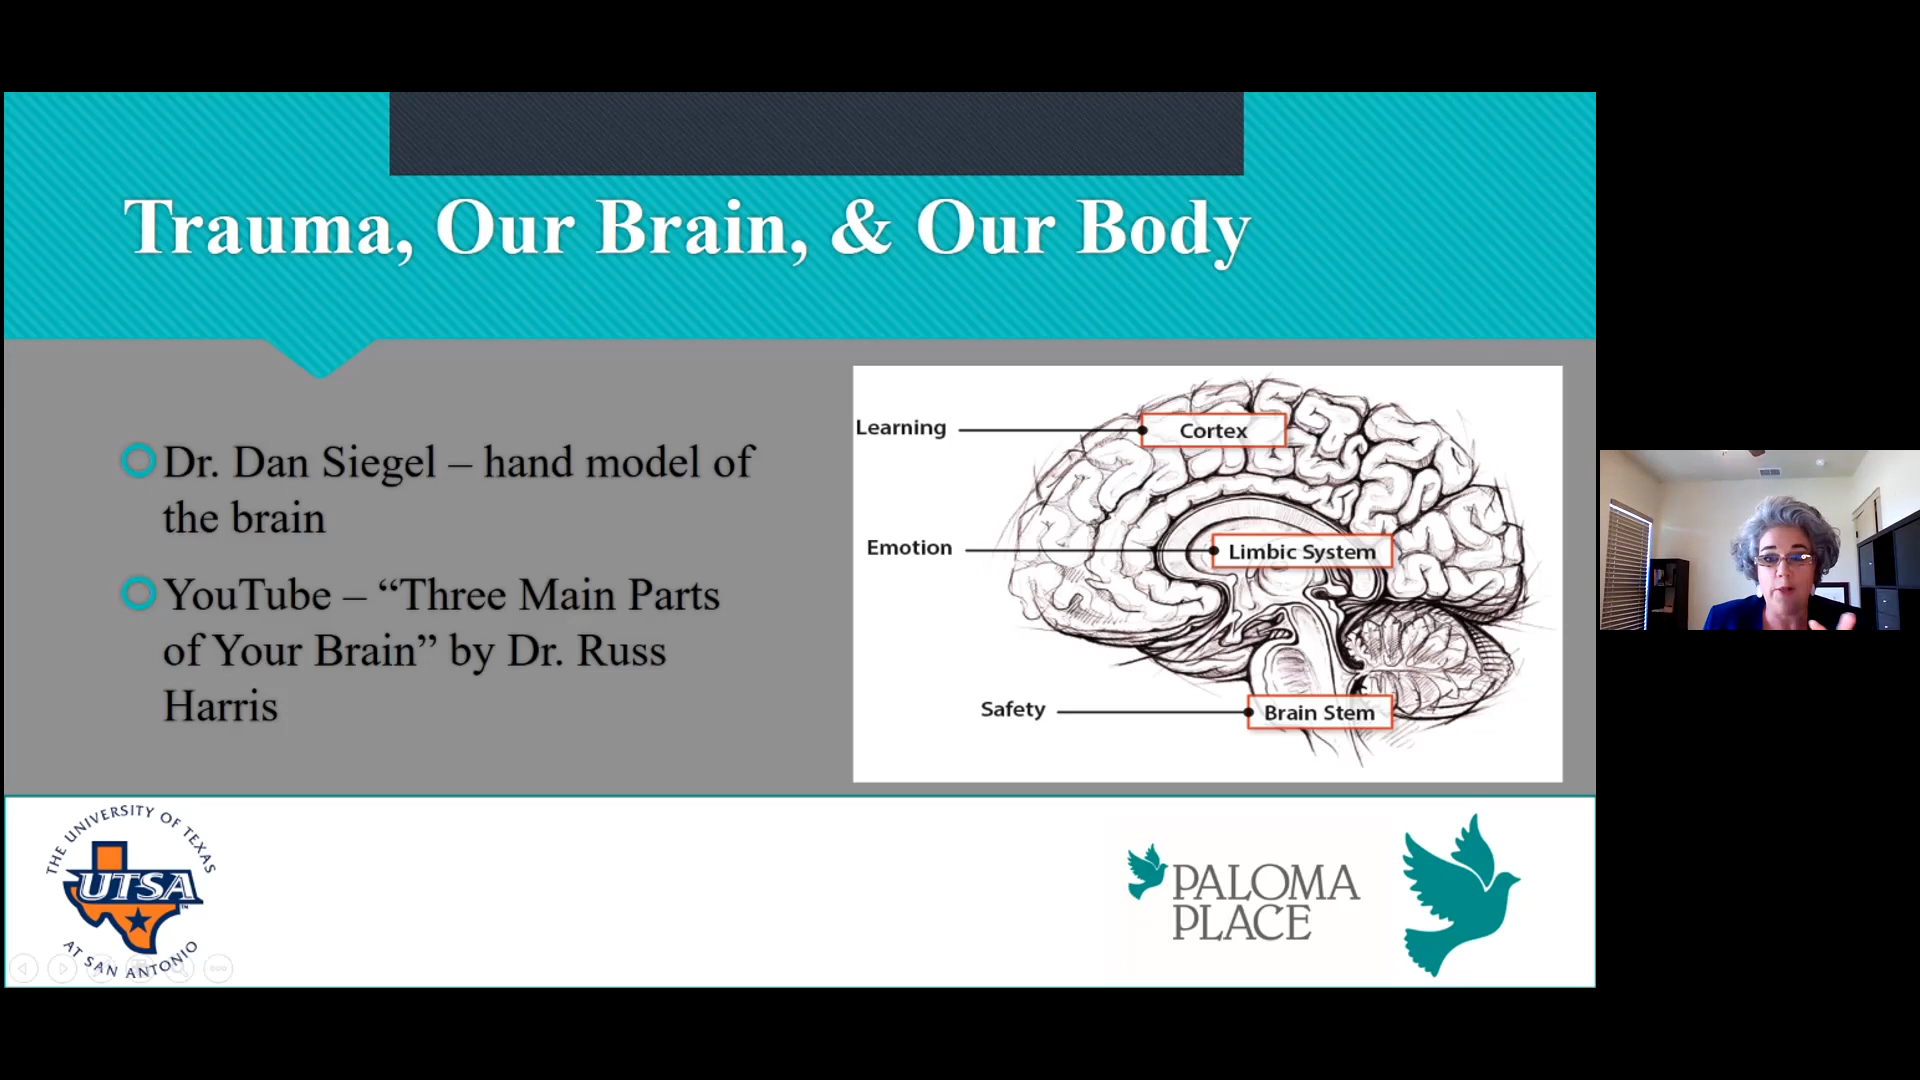 Trauma, Our Brain, & Our Body
Dr. Dan Siegel – hand model of
the brain
YouTube – “Three Main Parts
of Your Brain” by Dr. Russ
Harris
Learning
Cortex
Emotion
Limbic System
Safety
Brain Stem
THE UNIVERSITY OF TEXAS
UTSA
TM
AT SAN ANTONIO
PALOMA
PLACE